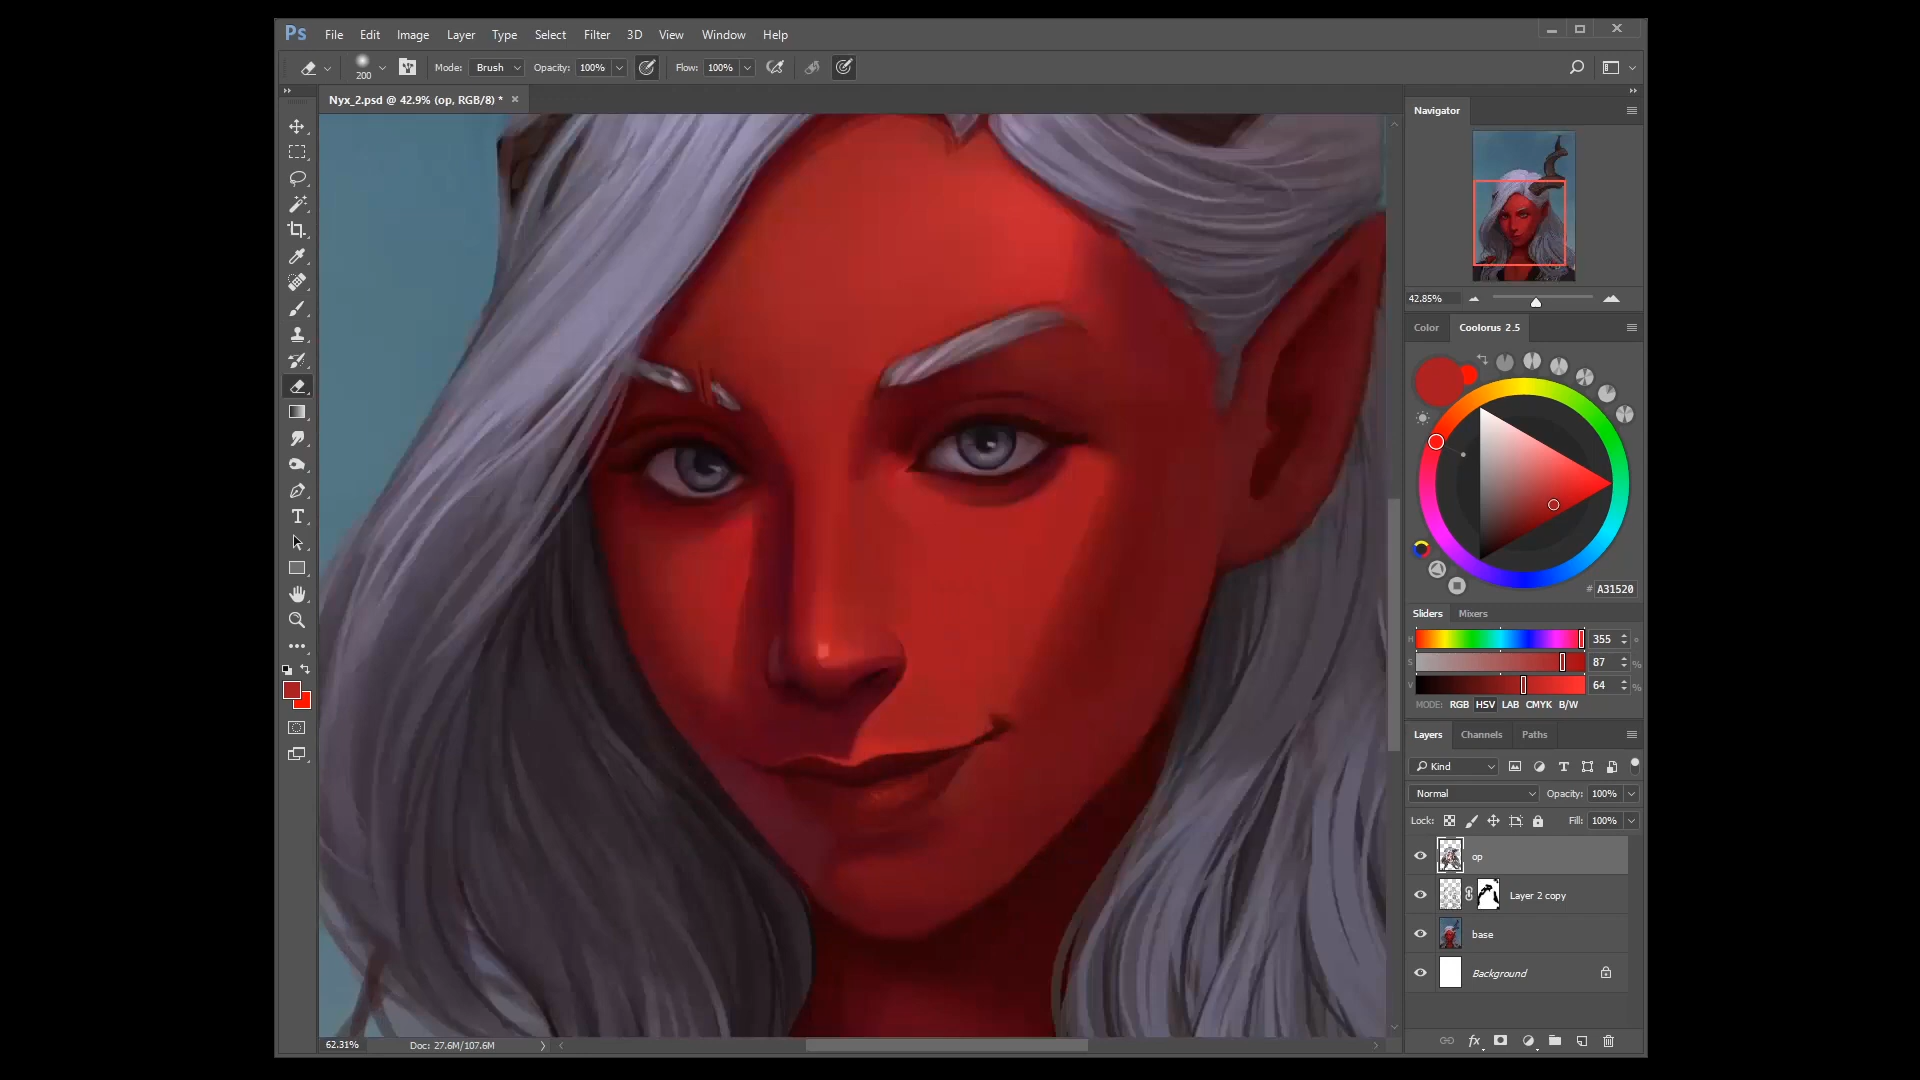 Ps File Edit Image Layer Type Select Filter 3D View Window Help
200 Mode: Brush Opacity: 100% Flow: 100%
Nyx_2.psd @ 42.9% (op, RGB/8) * ×
Navigator
42.85%
Color Coolorus 2.5
# A31520
Sliders Mixers
H 355 °
S 87 %
V 64 %
MODE: RGB HSV LAB CMYK B/W
Layers Channels Paths
Kind
Normal Opacity: 100%
Lock: Fill: 100%
op
Layer 2 copy
base
Background
fx
62.31% Doc: 27.6M/107.6M